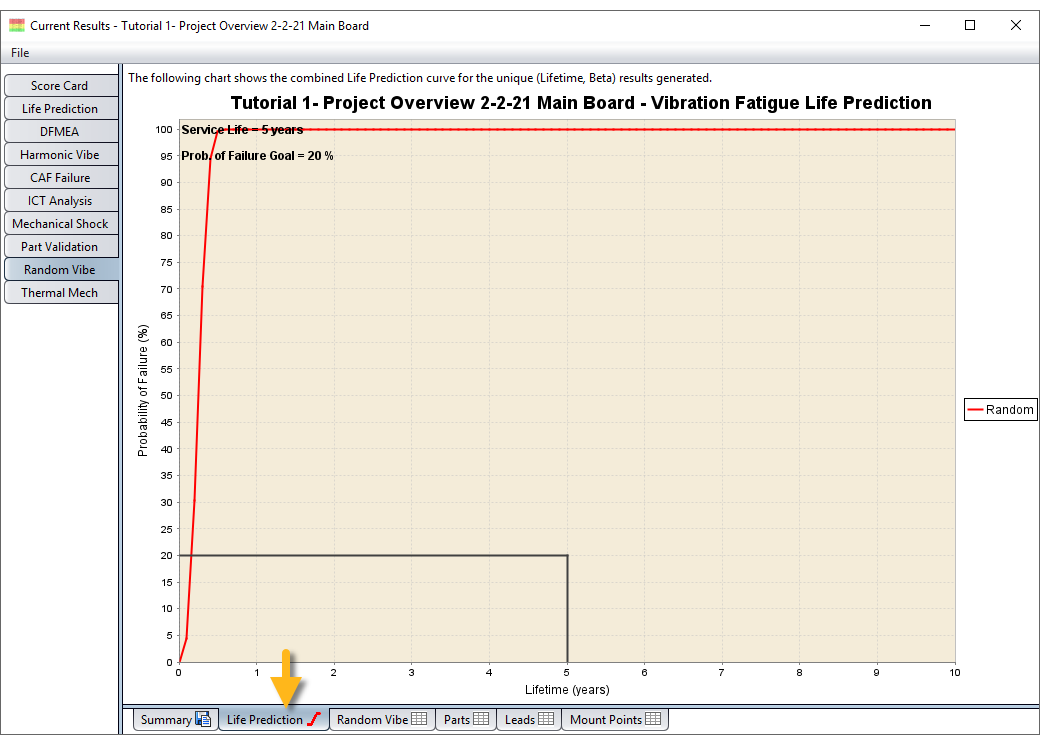 Current Results - Tutorial 1- Project Overview 2-2-21 Main Board
File
Score Card
Life Prediction
DFMEA
Harmonic Vibe
CAF Failure
ICT Analysis
Mechanical Shock
Part Validation
Random Vibe
Thermal Mech
The following chart shows the combined Life Prediction curve for the unique (Lifetime, Beta) results generated.
Tutorial 1- Project Overview 2-2-21 Main Board - Vibration Fatigue Life Prediction
Service Life = 5 years
Prob. of Failure Goal = 20 %
Probability of Failure (%)
100
95
90
85
80
75
70
65
60
55
50
45
40
35
30
25
20
15
10
5
0
0 1 2 3 4 5 6 7 8 9 10
Lifetime (years)
Random
Summary Life Prediction Random Vibe Parts Leads Mount Points